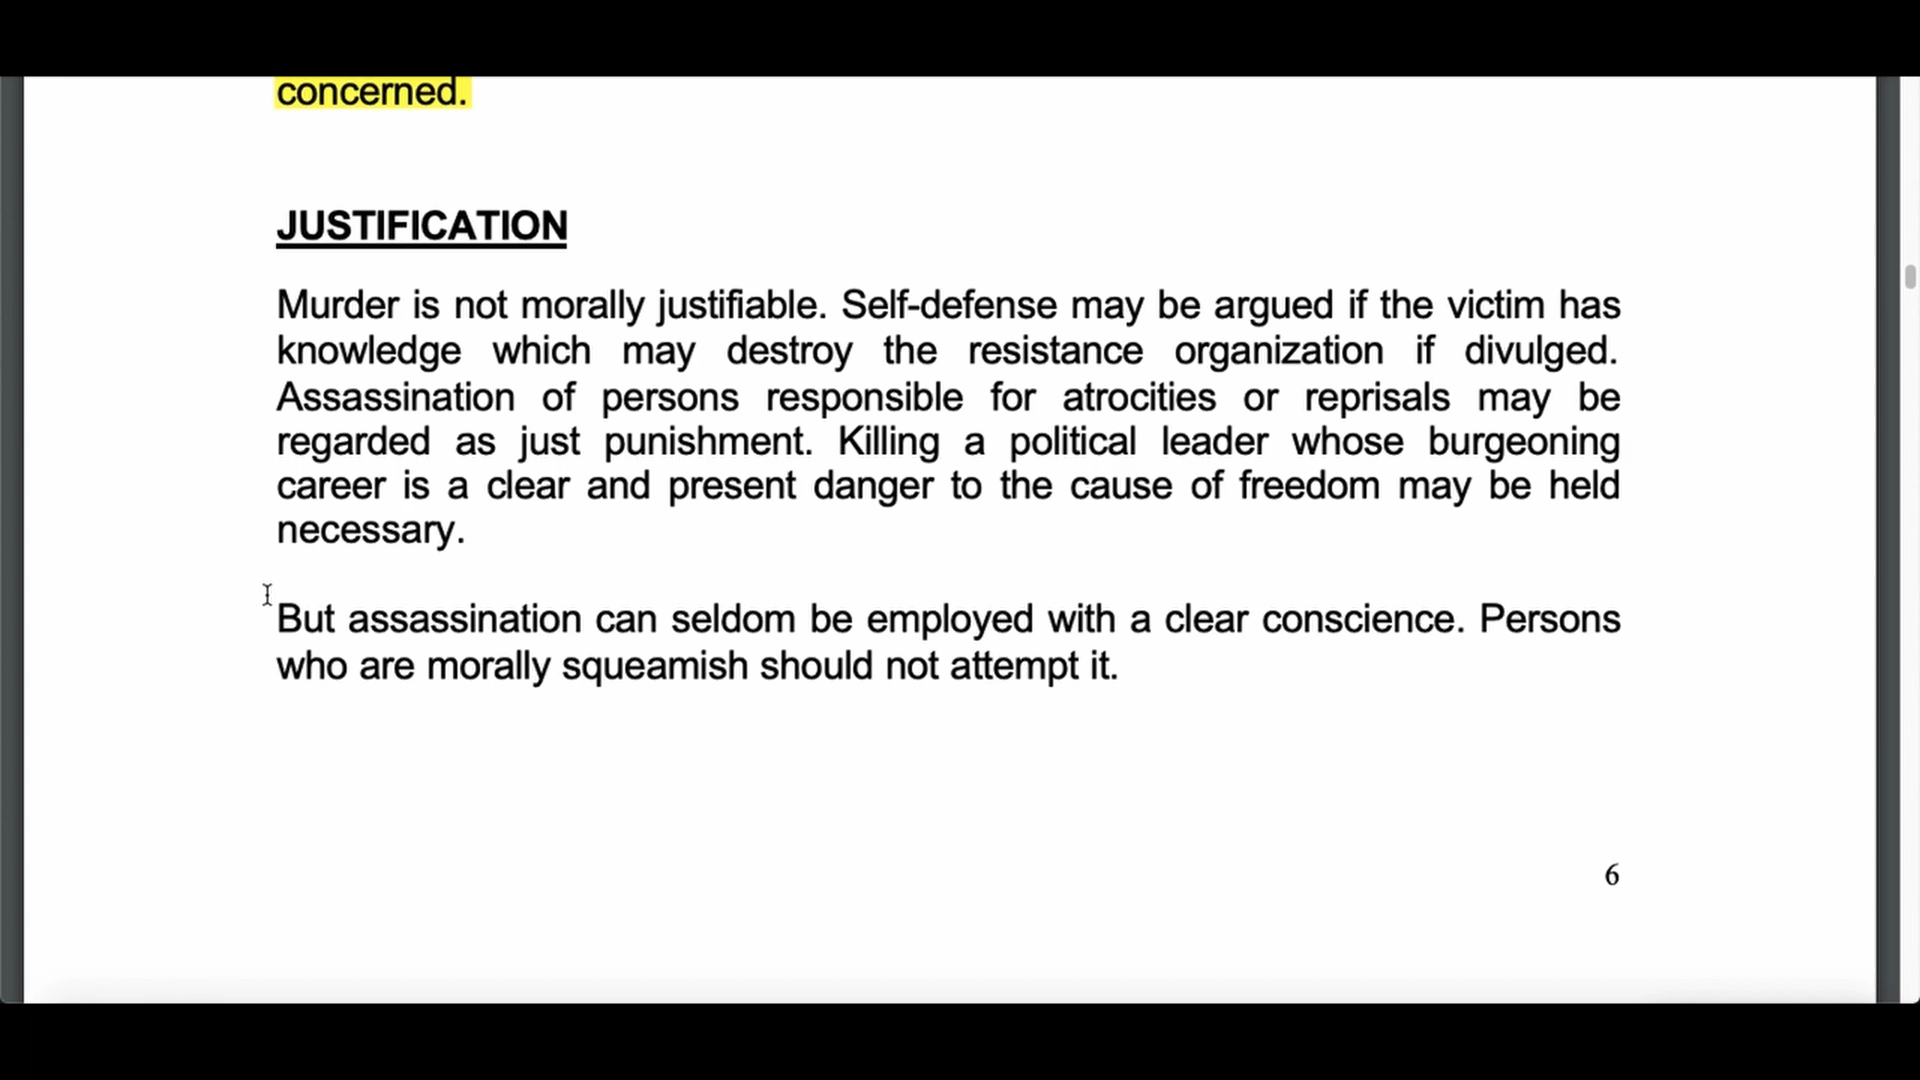 concerned.
JUSTIFICATION
Murder is not morally justifiable. Self-defense may be argued if the victim has
knowledge which may destroy the resistance organization if divulged.
Assassination of persons responsible for atrocities or reprisals may be
regarded as just punishment. Killing a political leader whose burgeoning
career is a clear and present danger to the cause of freedom may be held
necessary.
But assassination can seldom be employed with a clear conscience. Persons
who are morally squeamish should not attempt it.
6